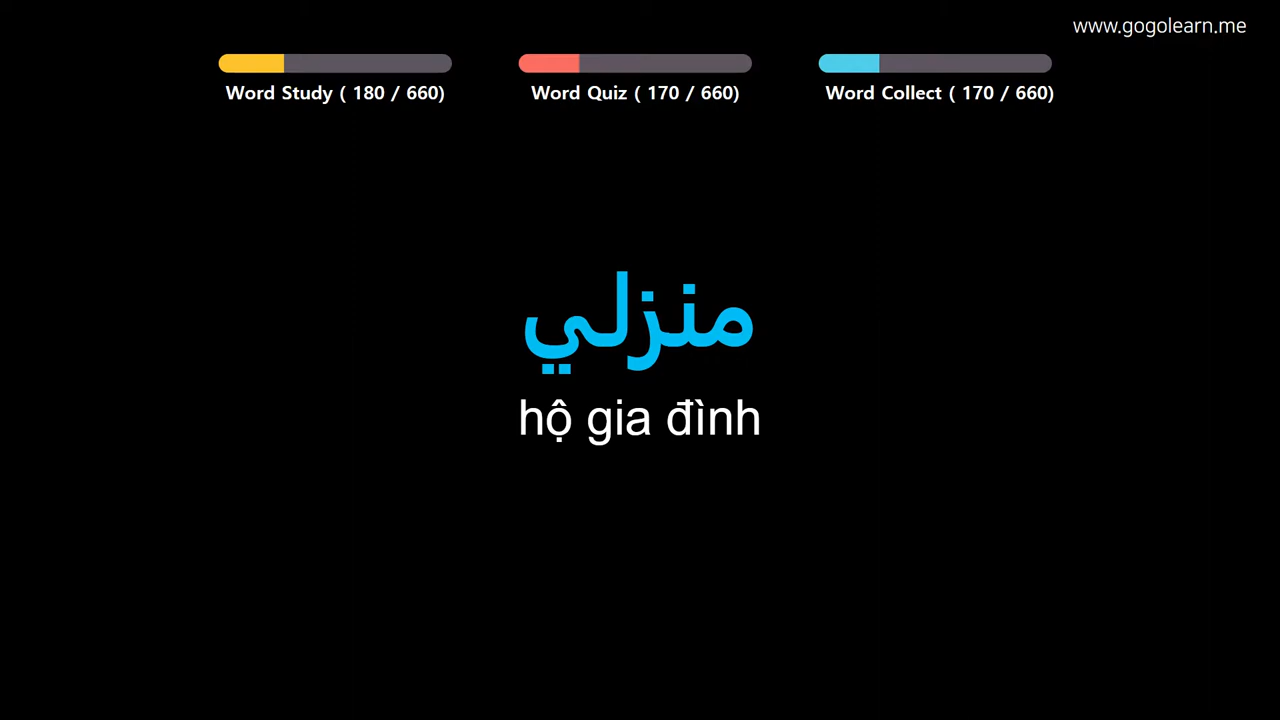 www.gogolearn.me
Word Study ( 180 / 660)
Word Quiz ( 170 / 660)
Word Collect ( 170 / 660)
منزلي
hộ gia đình